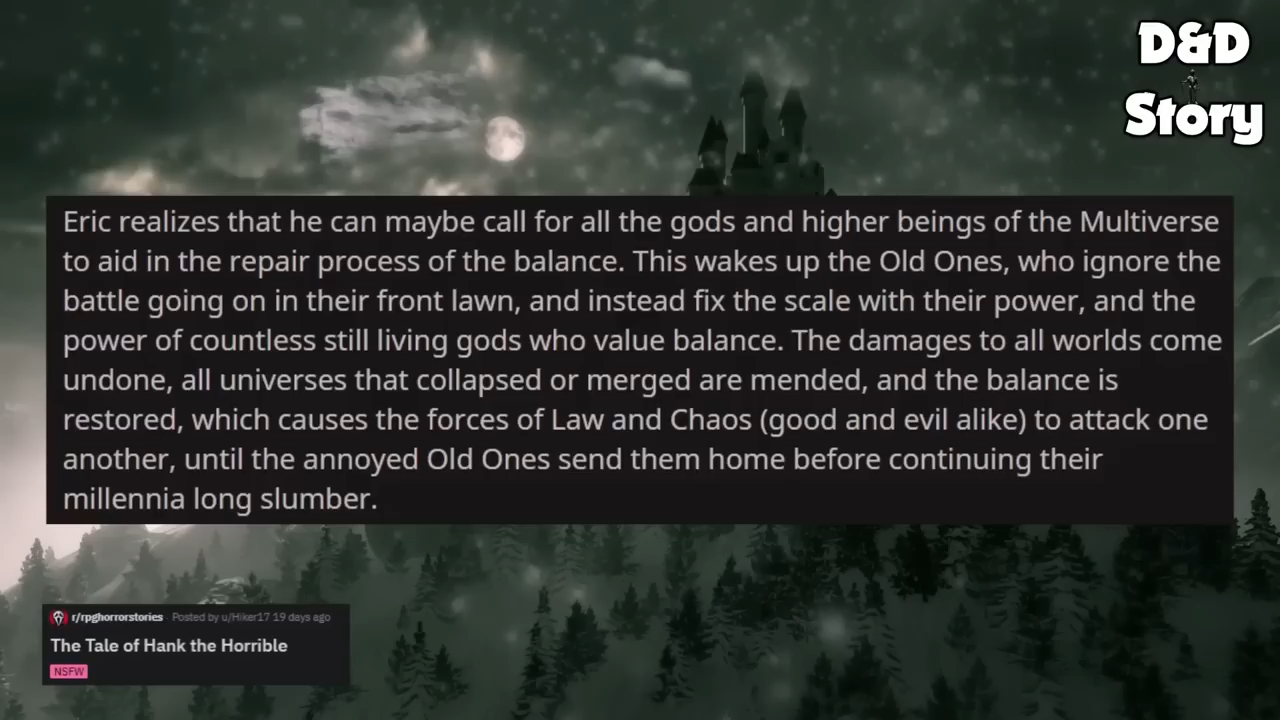 D&D
Story
Eric realizes that he can maybe call for all the gods and higher beings of the Multiverse
to aid in the repair process of the balance. This wakes up the Old Ones, who ignore the
battle going on in their front lawn, and instead fix the scale with their power, and the
power of countless still living gods who value balance. The damages to all worlds come
undone, all universes that collapsed or merged are mended, and the balance is
restored, which causes the forces of Law and Chaos (good and evil alike) to attack one
another, until the annoyed Old Ones send them home before continuing their
millennia long slumber.
r/rpghorrorstories · Posted by u/Hiker17 19 days ago
The Tale of Hank the Horrible
NSFW